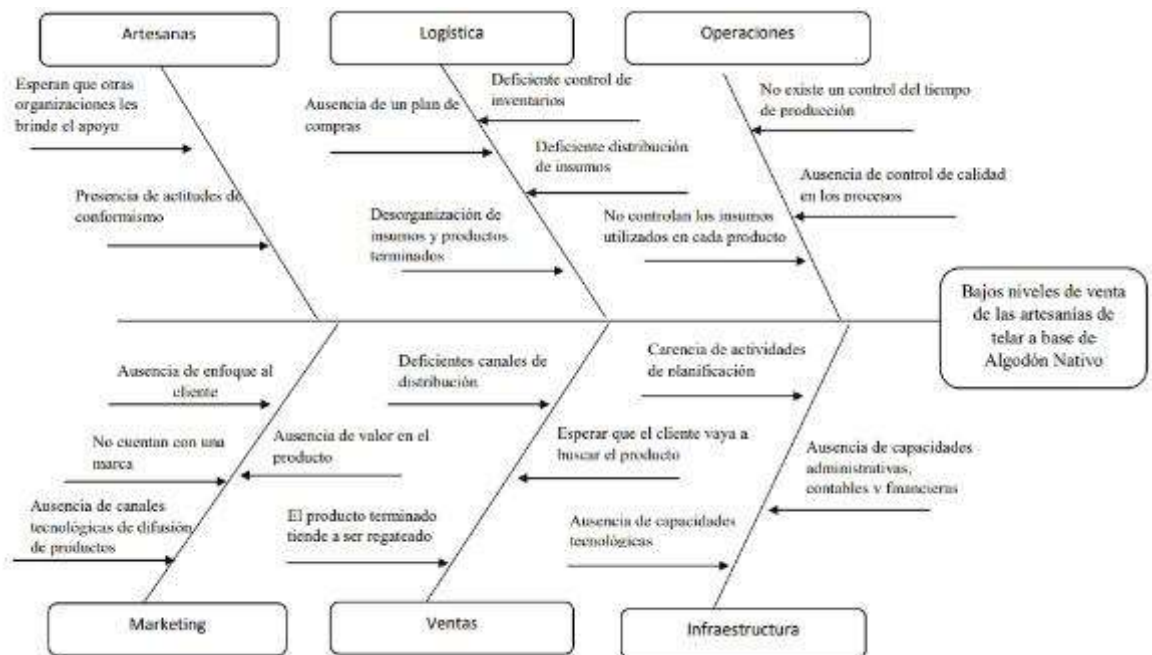 Artesanas
Logística
Operaciones
Esperan que otras
organizaciones les
brinde el apoyo
Presencia de actitudes de
conformismo
Ausencia de un plan de
compras
Deficiente control de
inventarios
Deficiente distribución
de insumos
Desorganización de
insumos y productos
terminados
No existe un control del tiempo
de producción
Ausencia de control de calidad
en los procesos
No controlan los insumos
utilizados en cada producto
Bajos niveles de venta
de las artesanías de
telar a base de
Algodón Nativo
Ausencia de enfoque al
cliente
No cuentan con una
marca
Ausencia de valor en el
producto
Ausencia de canales
tecnológicas de difusión
de productos
Deficientes canales de
distribución
Esperar que el cliente vaya a
buscar el producto
El producto terminado
tiende a ser regateado
Carencia de actividades
de planificación
Ausencia de capacidades
administrativas,
contables y financieras
Ausencia de capacidades
tecnológicas
Marketing
Ventas
Infraestructura